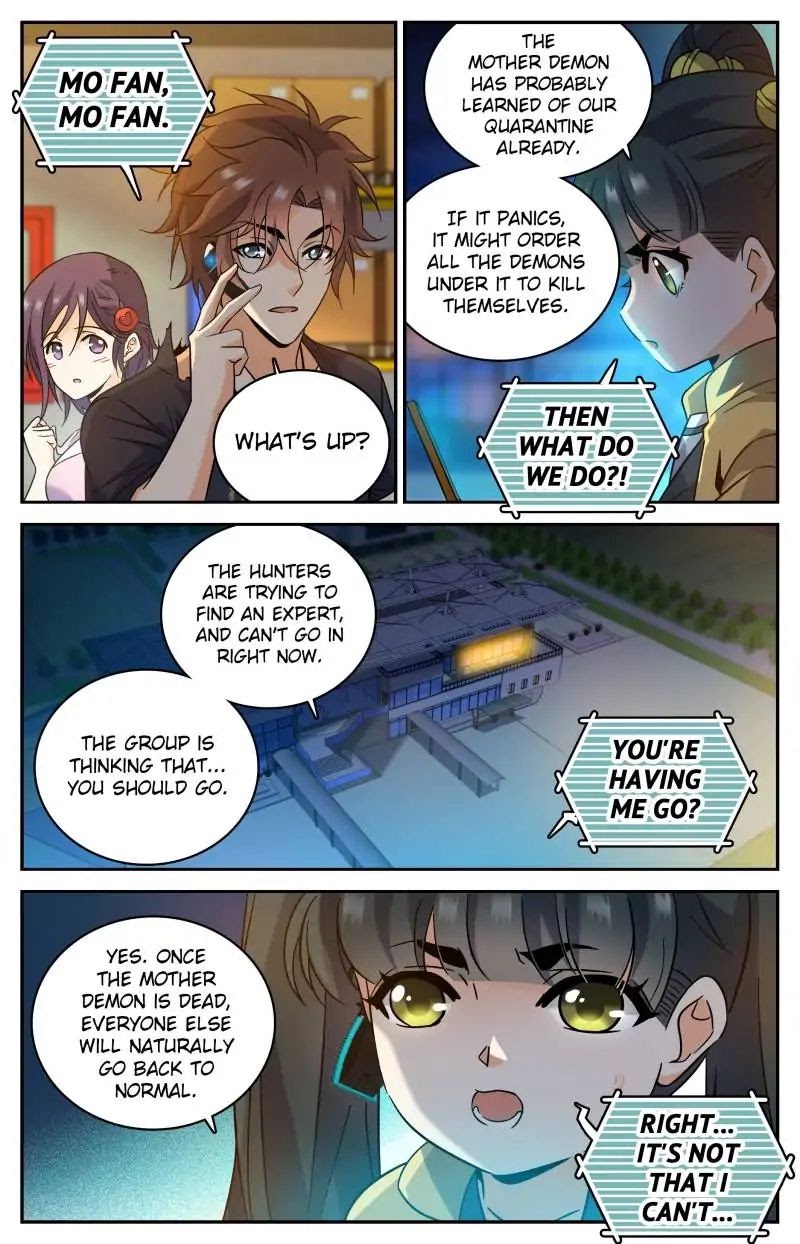 MO FAN,
MO FAN.
WHAT'S UP?
THE
MOTHER DEMON
HAS PROBABLY
LEARNED OF OUR
QUARANTINE
ALREADY.
IF IT PANICS,
IT MIGHT ORDER
ALL THE DEMONS
UNDER IT TO KILL
THEMSELVES.
THEN
WHAT DO
WE DO?!
THE HUNTERS
ARE TRYING TO
FIND AN EXPERT,
AND CAN'T GO IN
RIGHT NOW.
THE GROUP IS
THINKING THAT...
YOU SHOULD GO.
YOU'RE
HAVING
ME GO?
YES. ONCE
THE MOTHER
DEMON IS DEAD,
EVERYONE ELSE
WILL NATURALLY
GO BACK TO
NORMAL.
RIGHT...
IT'S NOT
THAT I
CAN'T...